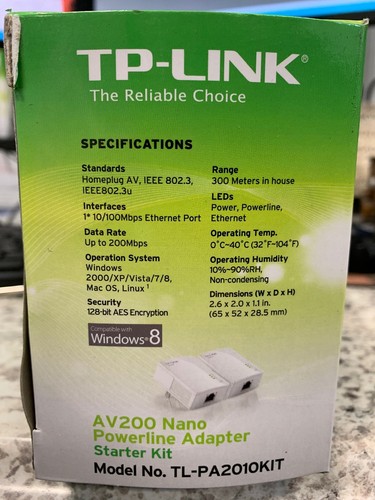 TP-LINK®
The Reliable Choice
SPECIFICATIONS
Standards
Homeplug AV, IEEE 802.3,
IEEE802.3u
Interfaces
1* 10/100Mbps Ethernet Port
Data Rate
Up to 200Mbps
Operation System
Windows
2000/XP/Vista/7/8,
Mac OS, Linux¹
Security
128-bit AES Encryption
Range
300 Meters in house
LEDs
Power, Powerline,
Ethernet
Operating Temp.
0°C~40°C (32°F~104°F)
Operating Humidity
10%~90%RH,
Non-condensing
Dimensions (W x D x H)
2.6 x 2.0 x 1.1 in.
(65 x 52 x 28.5 mm)
Compatible with
Windows®8
AV200 Nano
Powerline Adapter
Starter Kit
Model No. TL-PA2010KIT